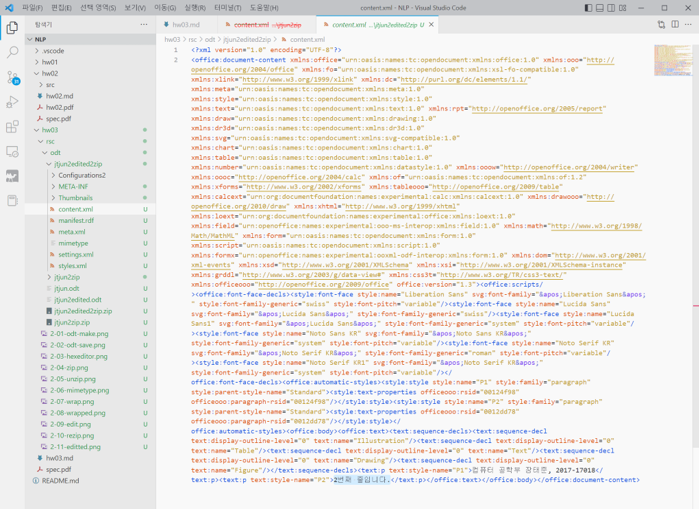 파일(F) 편집(E) 선택 영역(S) 보기(V) 이동(G) 실행(R) 터미널(T) 도움말(H)
content.xml - NLP - Visual Studio Code
탐색기
hw03.md
content.xml ...\jtjun2zip
content.xml ...\jtjun2edited2zip U
NLP
hw03 > rsc > odt > jtjun2edited2zip > content.xml
.vscode
hw01
hw02
src
hw02.md
hw02.pdf
spec.pdf
hw03
rsc
odt
jtjun2edited2zip
Configurations2
META-INF
Thumbnails
content.xml U
manifest.rdf U
meta.xml U
mimetype U
settings.xml U
styles.xml U
jtjun2zip
jtjun.odt U
jtjun2edited.odt U
jtjun2edited2zip.zip U
jtjun2zip.zip U
2-01-odt-make.png U
2-02-odt-save.png U
2-03-hexeditor.png U
2-04-zip.png U
2-05-unzip.png U
2-06-mimetype.png U
2-07-wrap.png U
2-08-wrapped.png U
2-09-edit.png U
2-10-rezip.png U
2-11-editted.png U
hw03.md
spec.pdf
README.md
1 <?xml version="1.0" encoding="UTF-8"?>
2 <office:document-content xmlns:office="urn:oasis:names:tc:opendocument:xmlns:office:1.0" xmlns:ooo="http://
openoffice.org/2004/office" xmlns:fo="urn:oasis:names:tc:opendocument:xmlns:xsl-fo-compatible:1.0"
xmlns:xlink="http://www.w3.org/1999/xlink" xmlns:dc="http://purl.org/dc/elements/1.1/"
xmlns:meta="urn:oasis:names:tc:opendocument:xmlns:meta:1.0"
xmlns:style="urn:oasis:names:tc:opendocument:xmlns:style:1.0"
xmlns:text="urn:oasis:names:tc:opendocument:xmlns:text:1.0" xmlns:rpt="http://openoffice.org/2005/report"
xmlns:draw="urn:oasis:names:tc:opendocument:xmlns:drawing:1.0"
xmlns:dr3d="urn:oasis:names:tc:opendocument:xmlns:dr3d:1.0"
xmlns:svg="urn:oasis:names:tc:opendocument:xmlns:svg-compatible:1.0"
xmlns:chart="urn:oasis:names:tc:opendocument:xmlns:chart:1.0"
xmlns:table="urn:oasis:names:tc:opendocument:xmlns:table:1.0"
xmlns:number="urn:oasis:names:tc:opendocument:xmlns:datastyle:1.0" xmlns:ooow="http://openoffice.org/2004/writer"
xmlns:oooc="http://openoffice.org/2004/calc" xmlns:of="urn:oasis:names:tc:opendocument:xmlns:of:1.2"
xmlns:xforms="http://www.w3.org/2002/xforms" xmlns:tableooo="http://openoffice.org/2009/table"
xmlns:calcext="urn:org:documentfoundation:names:experimental:calc:xmlns:calcext:1.0" xmlns:drawooo="http://
openoffice.org/2010/draw" xmlns:xhtml="http://www.w3.org/1999/xhtml"
xmlns:loext="urn:org:documentfoundation:names:experimental:office:xmlns:loext:1.0"
xmlns:field="urn:openoffice:names:experimental:ooo-ms-interop:xmlns:field:1.0" xmlns:math="http://www.w3.org/1998/
Math/MathML" xmlns:form="urn:oasis:names:tc:opendocument:xmlns:form:1.0"
xmlns:script="urn:oasis:names:tc:opendocument:xmlns:script:1.0"
xmlns:formx="urn:openoffice:names:experimental:ooxml-odf-interop:xmlns:form:1.0" xmlns:dom="http://www.w3.org/2001/
xml-events" xmlns:xsd="http://www.w3.org/2001/XMLSchema" xmlns:xsi="http://www.w3.org/2001/XMLSchema-instance"
xmlns:grddl="http://www.w3.org/2003/g/data-view#" xmlns:css3t="http://www.w3.org/TR/css3-text/"
xmlns:officeooo="http://openoffice.org/2009/office" office:version="1.3"><office:scripts/
><office:font-face-decls><style:font-face style:name="Liberation Sans" svg:font-family="&apos;Liberation Sans&apos;
" style:font-family-generic="swiss" style:font-pitch="variable"/><style:font-face style:name="Lucida Sans"
svg:font-family="&apos;Lucida Sans&apos;" style:font-family-generic="swiss"/><style:font-face style:name="Lucida
Sans1" svg:font-family="&apos;Lucida Sans&apos;" style:font-family-generic="system" style:font-pitch="variable"/
><style:font-face style:name="Noto Sans KR" svg:font-family="&apos;Noto Sans KR&apos;"
style:font-family-generic="system" style:font-pitch="variable"/><style:font-face style:name="Noto Serif KR"
svg:font-family="&apos;Noto Serif KR&apos;" style:font-family-generic="roman" style:font-pitch="variable"/
><style:font-face style:name="Noto Serif KR1" svg:font-family="&apos;Noto Serif KR&apos;"
style:font-family-generic="system" style:font-pitch="variable"/></
office:font-face-decls><office:automatic-styles><style:style style:name="P1" style:family="paragraph"
style:parent-style-name="Standard"><style:text-properties officeooo:rsid="00124f98"
officeooo:paragraph-rsid="00124f98"/></style:style><style:style style:name="P2" style:family="paragraph"
style:parent-style-name="Standard"><style:text-properties officeooo:rsid="0012dd78"
officeooo:paragraph-rsid="0012dd78"/></style:style></
office:automatic-styles><office:body><office:text><text:sequence-decls><text:sequence-decl
text:display-outline-level="0" text:name="Illustration"/><text:sequence-decl text:display-outline-level="0"
text:name="Table"/><text:sequence-decl text:display-outline-level="0" text:name="Text"/><text:sequence-decl
text:display-outline-level="0" text:name="Drawing"/><text:sequence-decl text:display-outline-level="0"
text:name="Figure"/></text:sequence-decls><text:p text:style-name="P1">컴퓨터 공학부 장태준, 2017-17018</
text:p><text:p text:style-name="P2">2번째 줄입니다.</text:p></office:text></office:body></office:document-content>